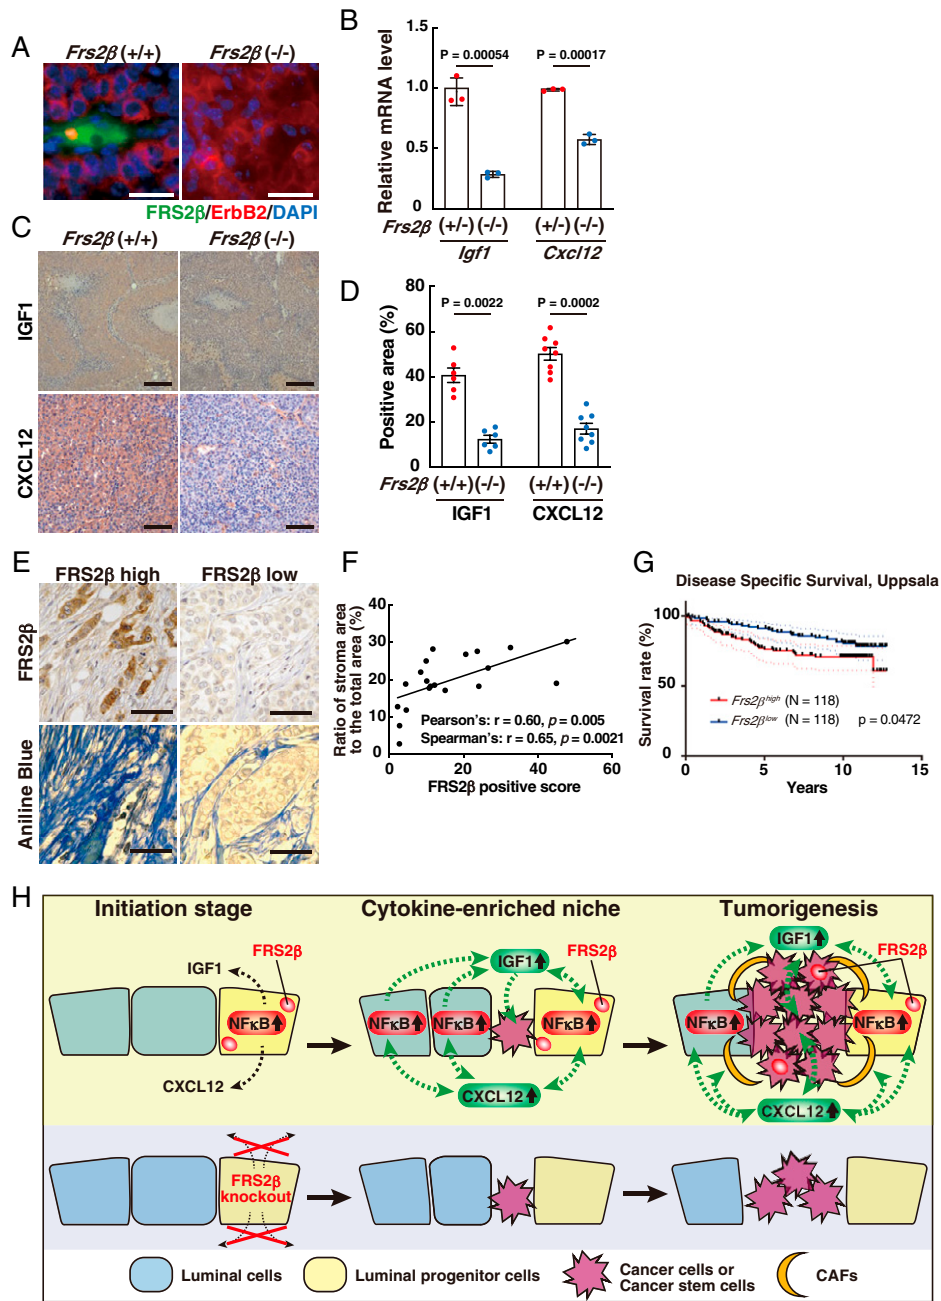 A
Frs2β (+/+)
Frs2β (-/-)
FRS2β/ErbB2/DAPI
B
Relative mRNA level
1.5
1.0
0.5
0
P = 0.00054
P = 0.00017
Frs2β (+/-) (-/-) (+/-) (-/-)
Igf1
Cxcl12
C
Frs2β (+/+)
Frs2β (-/-)
IGF1
CXCL12
D
Positive area (%)
80
60
40
20
0
P = 0.0022
P = 0.0002
Frs2β (+/+) (-/-) (+/+) (-/-)
IGF1
CXCL12
E
FRS2β high
FRS2β low
FRS2β
Aniline Blue
F
Ratio of stroma area
to the total area (%)
40
30
20
10
0
Pearson's: r = 0.60, p = 0.005
Spearman's: r = 0.65, p = 0.0021
0 20 40 60
FRS2β positive score
G
Disease Specific Survival, Uppsala
Survival rate (%)
100
50
0
Frs2βhigh (N = 118)
Frs2βlow (N = 118) p = 0.0472
0 5 10 15
Years
H
Initiation stage
Cytokine-enriched niche
Tumorigenesis
IGF1
FRS2β
NFκB
CXCL12
IGF1
FRS2β
NFκB
NFκB
NFκB
CXCL12
IGF1
FRS2β
NFκB
NFκB
CXCL12
FRS2β
knockout
Luminal cells
Luminal progenitor cells
Cancer cells or
Cancer stem cells
CAFs